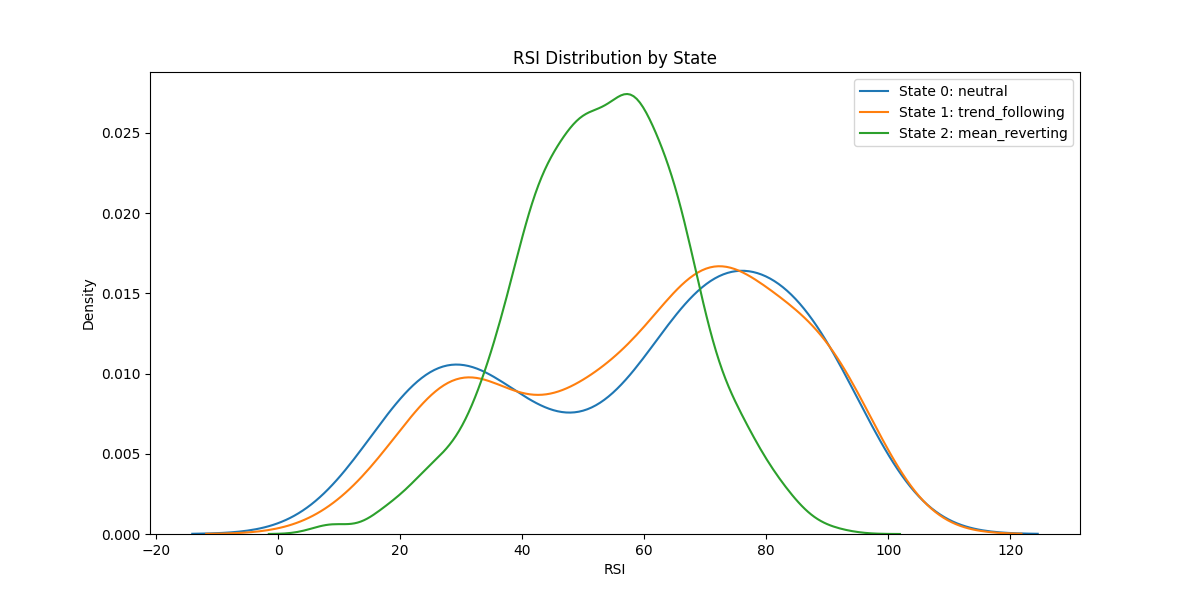 RSI Distribution by State
State 0: neutral
State 1: trend_following
State 2: mean_reverting
Density
0.025
0.020
0.015
0.010
0.005
0.000
−20
0
20
40
60
80
100
120
RSI